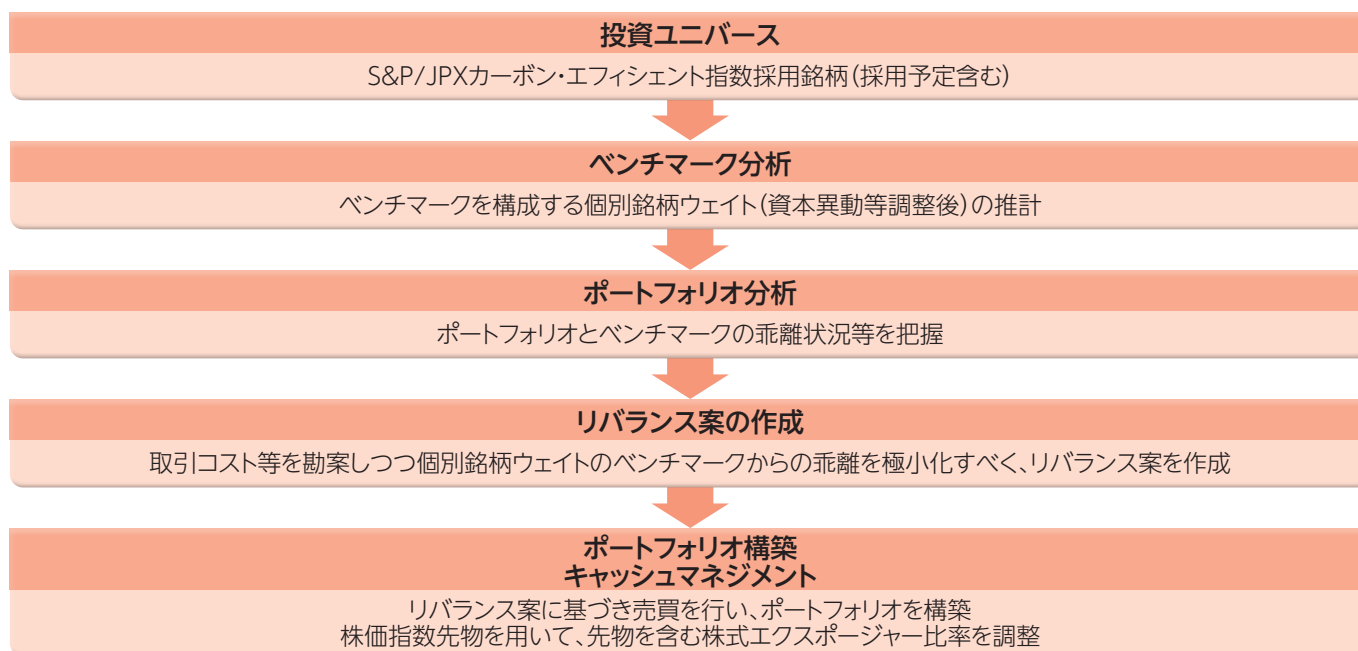 投資ユニバース
S&P/JPXカーボン・エフィシェント指数採用銘柄(採用予定含む)
ベンチマーク分析
ベンチマークを構成する個別銘柄ウェイト(資本異動等調整後)の推計
ポートフォリオ分析
ポートフォリオとベンチマークの乖離状況等を把握
リバランス案の作成
取引コスト等を勘案しつつ個別銘柄ウェイトのベンチマークからの乖離を極小化すべく、リバランス案を作成
ポートフォリオ構築
キャッシュマネジメント
リバランス案に基づき売買を行い、ポートフォリオを構築
株価指数先物を用いて、先物を含む株式エクスポージャー比率を調整